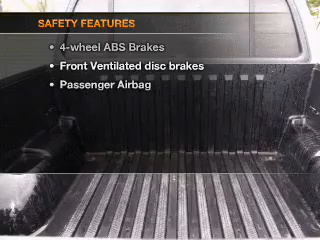 SAFETY FEATURES
• 4-wheel ABS Brakes
• Front Ventilated disc brakes
• Passenger Airbag